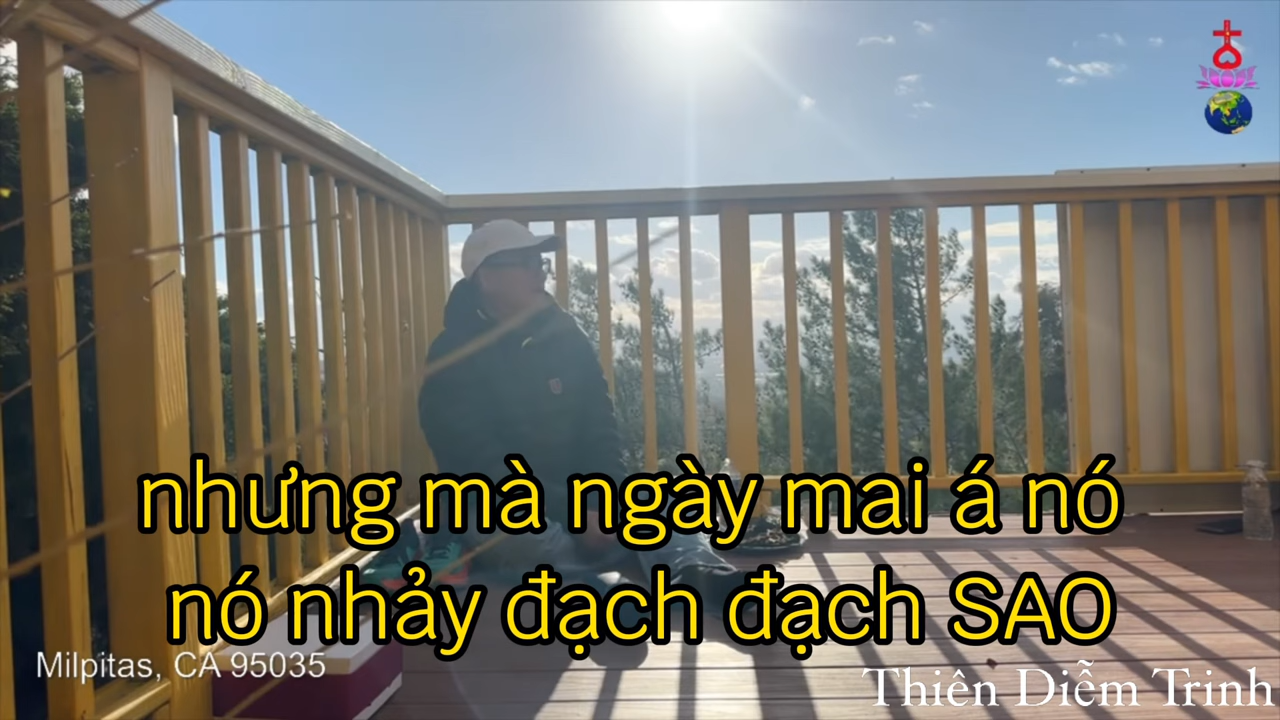 nhưng mà ngày mai á nó
nó nhảy đạch đạch SAO
Milpitas, CA 95035
Thiên Diễm Trinh